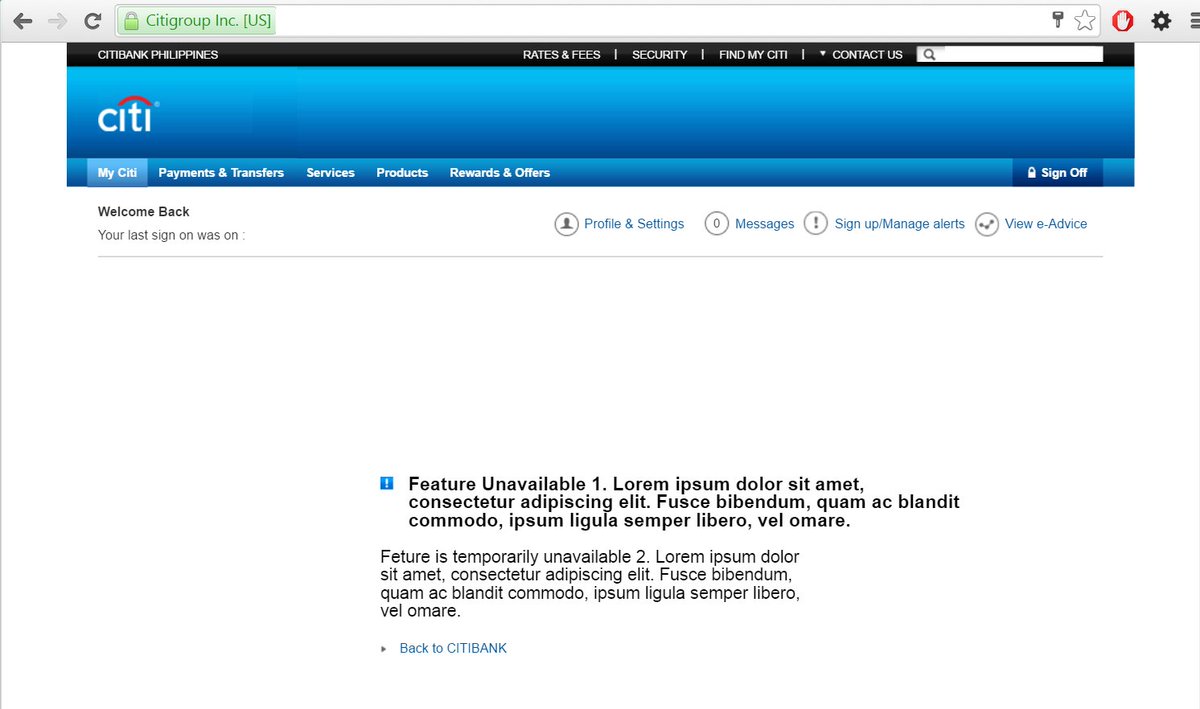 Citigroup Inc. [US]
CITIBANK PHILIPPINES
RATES & FEES | SECURITY | FIND MY CITI | CONTACT US
citi®
My Citi Payments & Transfers Services Products Rewards & Offers Sign Off
Welcome Back
Your last sign on was on :
Profile & Settings 0 Messages Sign up/Manage alerts View e-Advice
Feature Unavailable 1. Lorem ipsum dolor sit amet,
consectetur adipiscing elit. Fusce bibendum, quam ac blandit
commodo, ipsum ligula semper libero, vel omare.
Feture is temporarily unavailable 2. Lorem ipsum dolor
sit amet, consectetur adipiscing elit. Fusce bibendum,
quam ac blandit commodo, ipsum ligula semper libero,
vel omare.
Back to CITIBANK